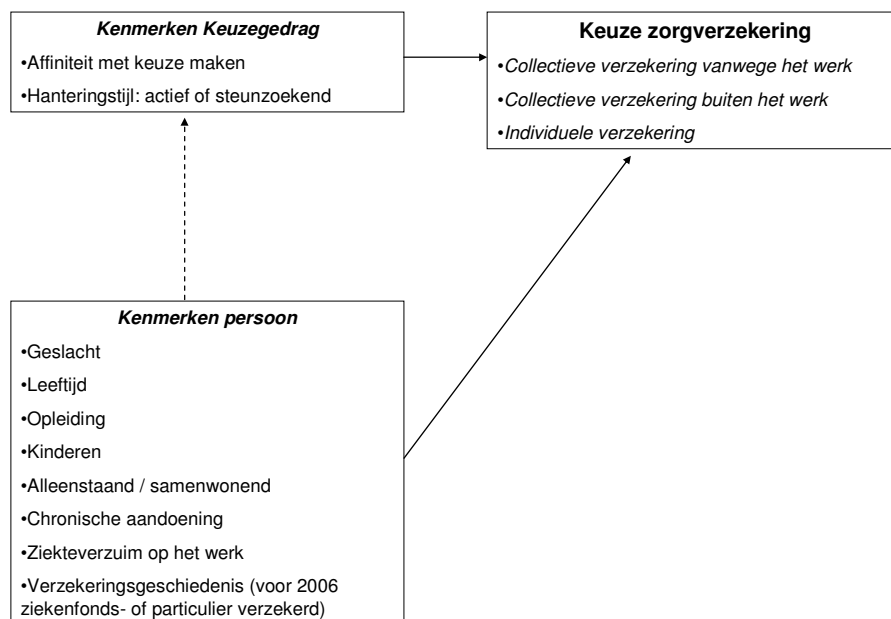 Kenmerken Keuzegedrag
•Affiniteit met keuze maken
•Hanteringstijl: actief of steunzoekend
Keuze zorgverzekering
•Collectieve verzekering vanwege het werk
•Collectieve verzekering buiten het werk
•Individuele verzekering
Kenmerken persoon
•Geslacht
•Leeftijd
•Opleiding
•Kinderen
•Alleenstaand / samenwonend
•Chronische aandoening
•Ziekteverzuim op het werk
•Verzekeringsgeschiedenis (voor 2006
ziekenfonds- of particulier verzekerd)